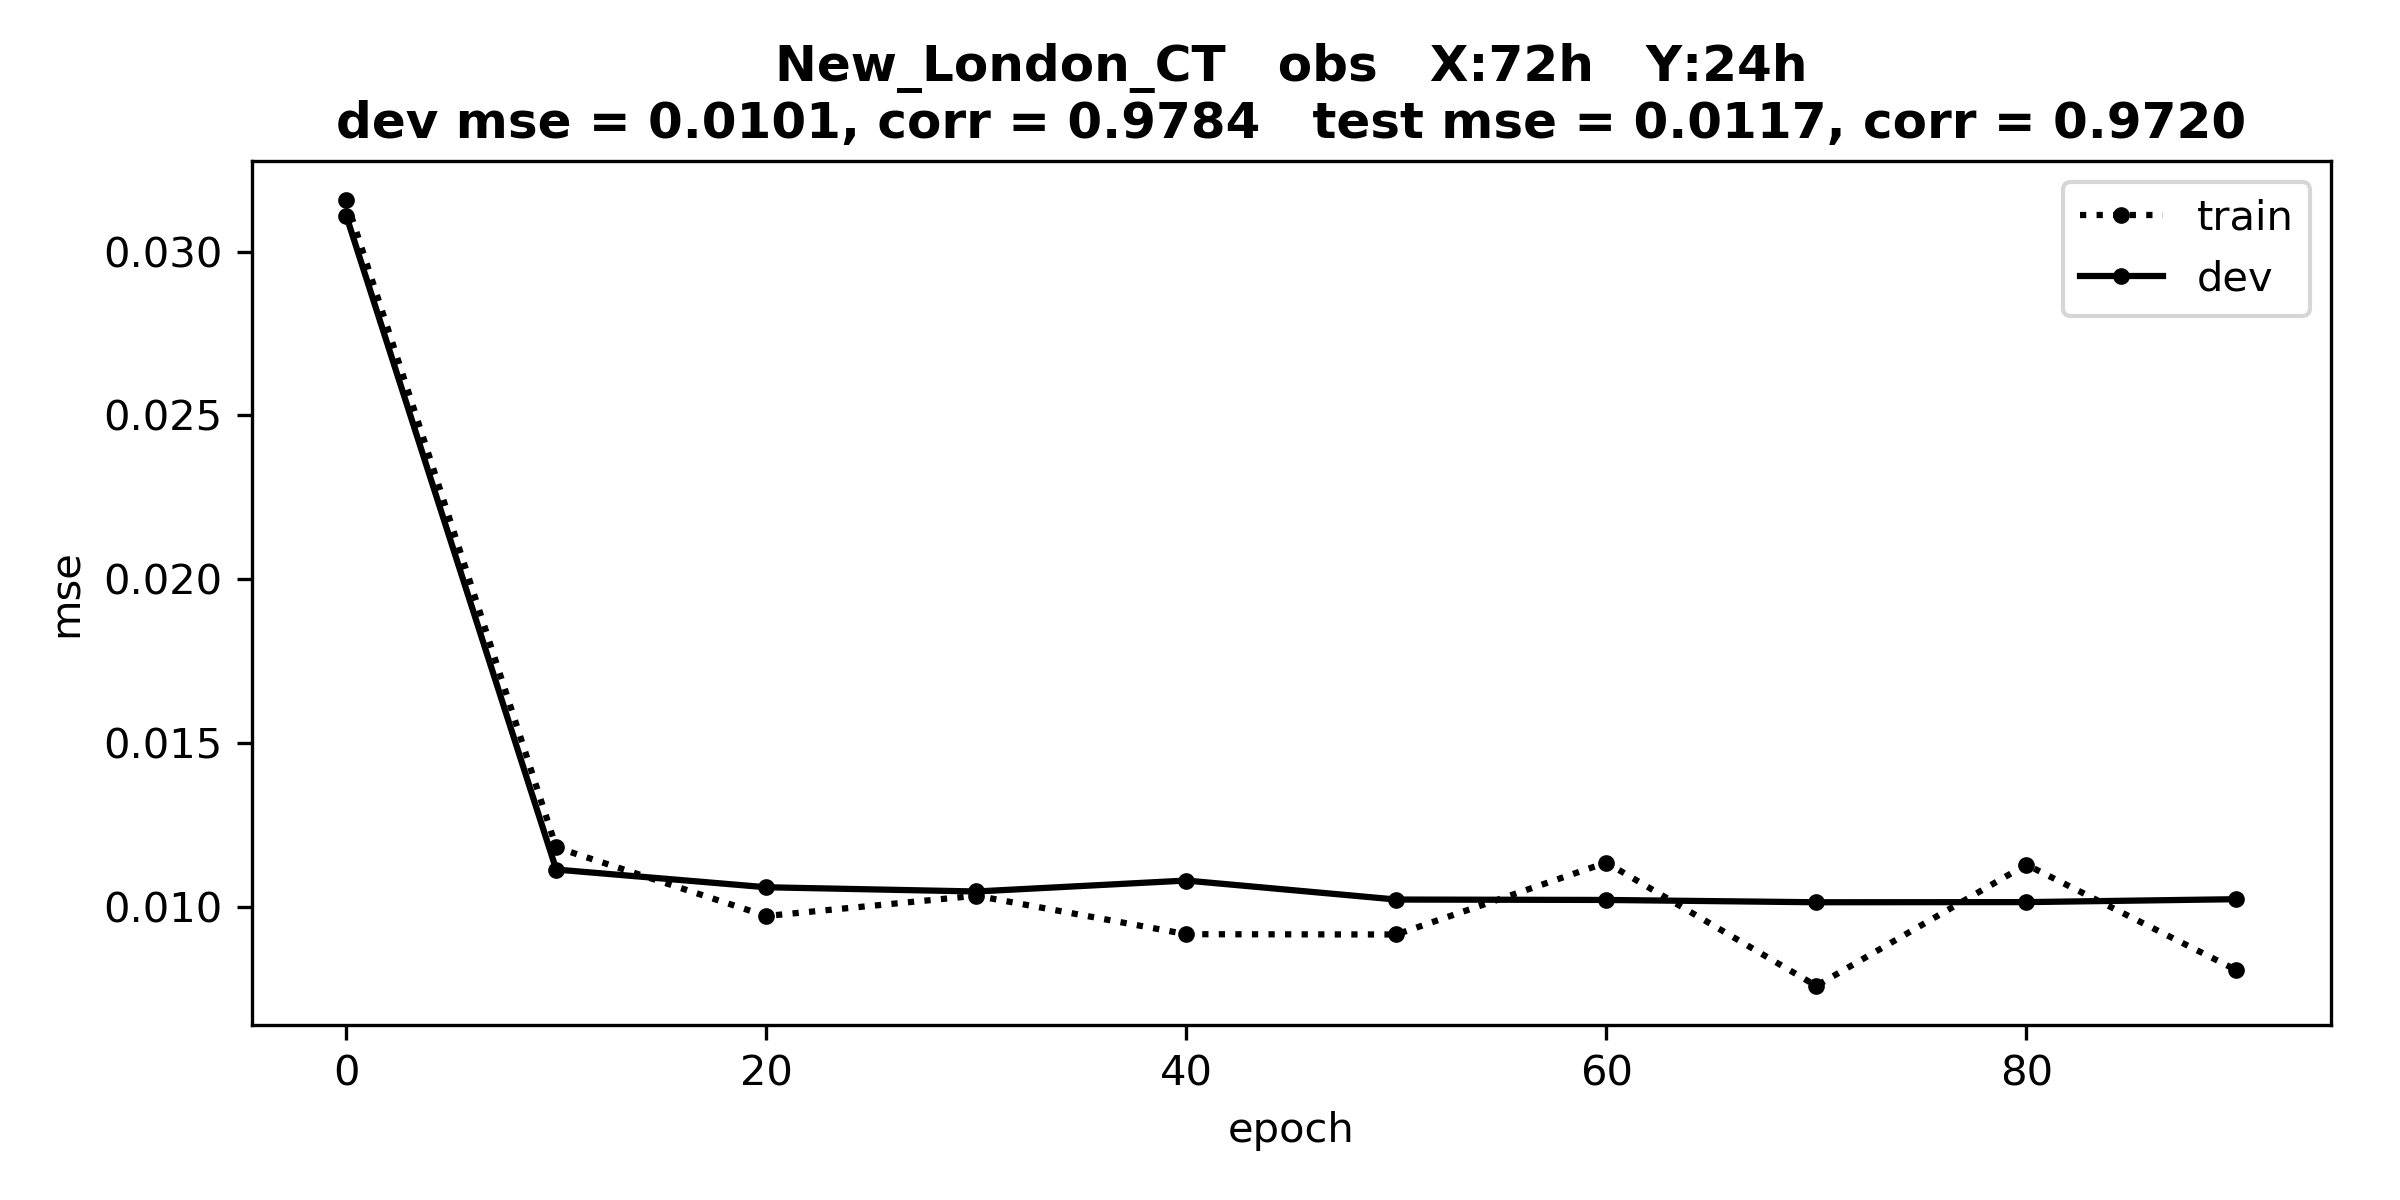 New_London_CT   obs   X:72h   Y:24h
dev mse = 0.0101, corr = 0.9784   test mse = 0.0117, corr = 0.9720
train
dev
0.030
0.025
0.020
0.015
0.010
mse
0 20 40 60 80
epoch